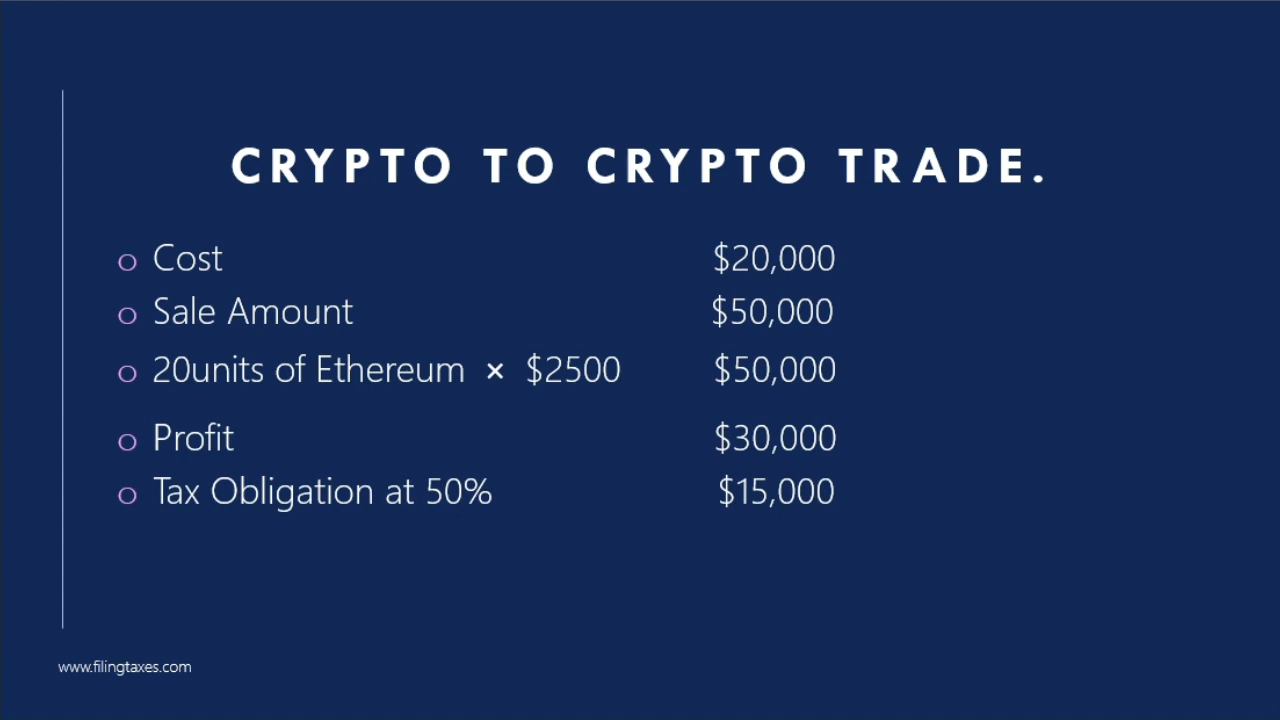 CRYPTO TO CRYPTO TRADE.
o Cost $20,000
o Sale Amount $50,000
o 20units of Ethereum × $2500 $50,000
o Profit $30,000
o Tax Obligation at 50% $15,000
www.filingtaxes.com